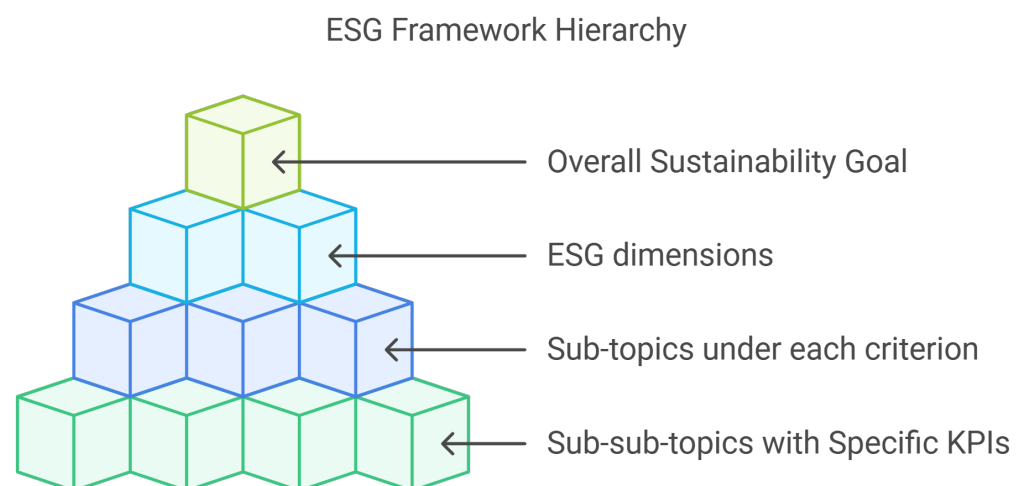 ESG Framework Hierarchy
Overall Sustainability Goal
ESG dimensions
Sub-topics under each criterion
Sub-sub-topics with Specific KPIs